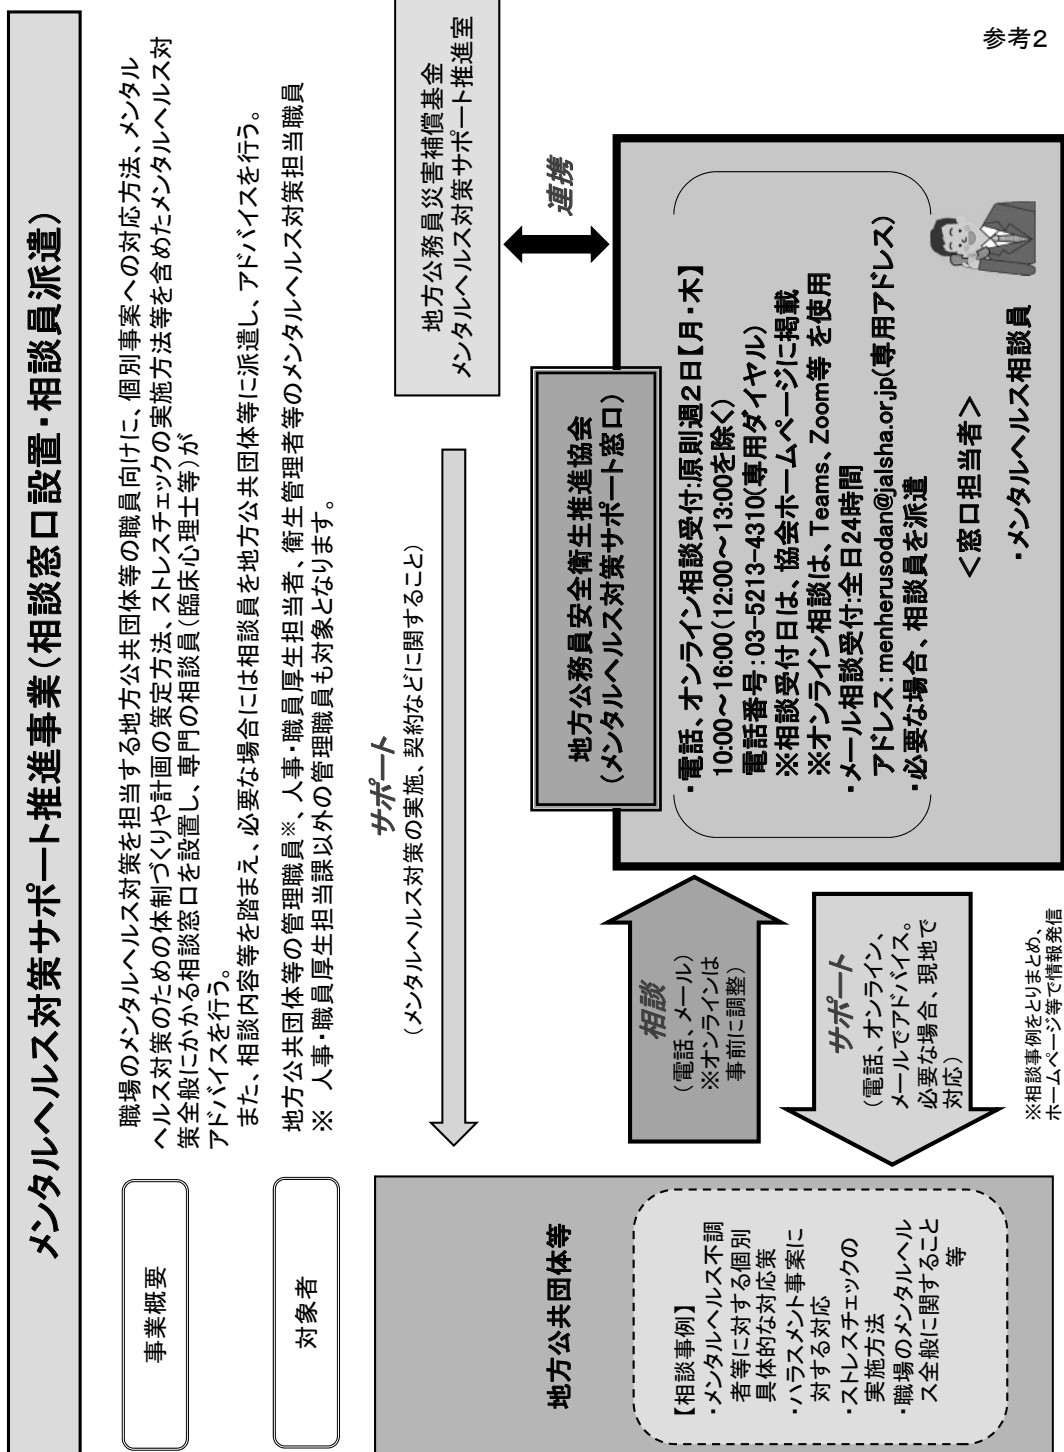 参考2
メンタルヘルス対策サポート推進事業(相談窓口設置・相談員派遣)
事業概要
職場のメンタルヘルス対策を担当する地方公共団体等の職員向けに、個別事案への対応方法、メンタル
ヘルス対策のための体制づくりや計画の策定方法、ストレスチェックの実施方法等を含めたメンタルヘルス対
策全般にかかる相談窓口を設置し、専門の相談員(臨床心理士等)が
アドバイスを行う。
また、相談内容等を踏まえ、必要な場合には相談員を地方公共団体等に派遣し、アドバイスを行う。
対象者
地方公共団体等の管理職員※、人事・職員厚生担当者、衛生管理者等のメンタルヘルス対策担当職員
※ 人事・職員厚生担当課以外の管理職員も対象となります。
サポート
(メンタルヘルス対策の実施、契約などに関すること)
地方公務員災害補償基金
メンタルヘルス対策サポート推進室
連携
地方公共団体等
【相談事例】
・メンタルヘルス不調
者等に対する個別
具体的な対応策
・ハラスメント事案に
対する対応
・ストレスチェックの
実施方法
・職場のメンタルヘル
ス全般に関すること
等
相談
(電話、メール)
※オンラインは
事前に調整)
サポート
(電話、オンライン、
メールでアドバイス。
必要な場合、現地で
対応)
※相談事例をとりまとめ、
ホームページ等で情報発信
地方公務員安全衛生推進協会
(メンタルヘルス対策サポート窓口)
・電話、オンライン相談受付:原則週2日【月・木】
10:00~16:00(12:00~13:00を除く)
電話番号:03-5213-4310(専用ダイヤル)
※相談受付日は、協会ホームページに掲載
※オンライン相談は、Teams、Zoom等 を使用
・メール相談受付:全日24時間
アドレス:menherusodan@jalsha.or.jp(専用アドレス)
・必要な場合、相談員を派遣
<窓口担当者>
・メンタルヘルス相談員